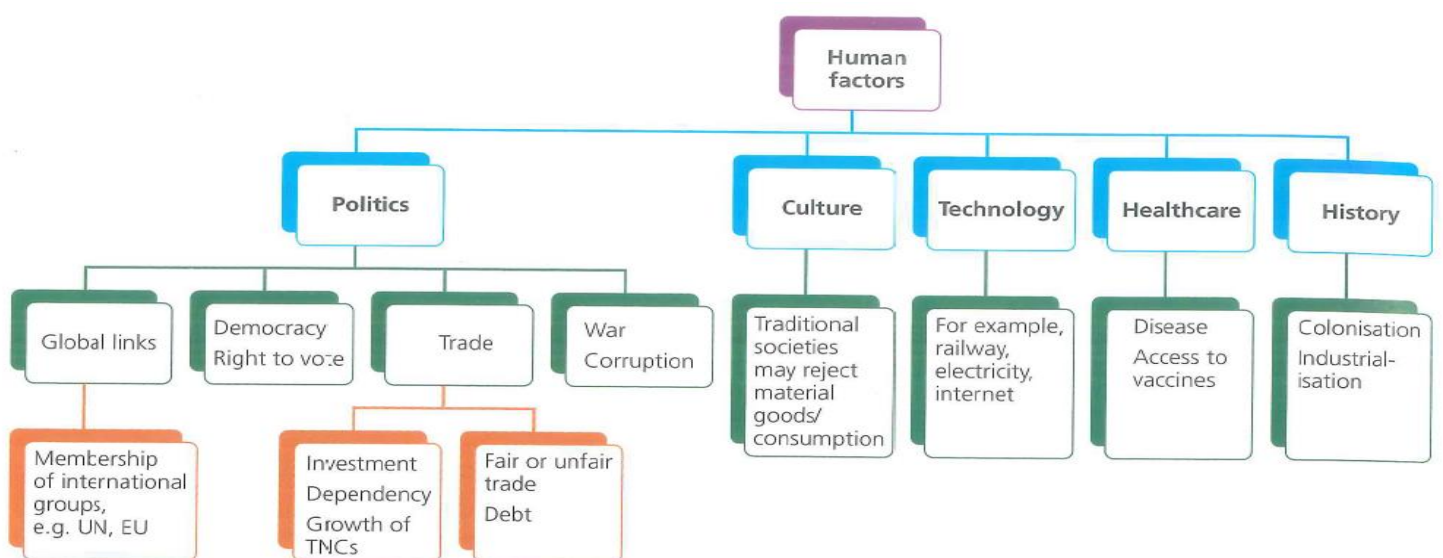 Human
factors
Politics
Culture
Technology
Healthcare
History
Global links
Democracy
Right to vote
Trade
War
Corruption
Traditional
societies
may reject
material
goods/
consumption
For example,
railway,
electricity,
internet
Disease
Access to
vaccines
Colonisation
Industrial-
isation
Membership
of international
groups,
e.g. UN, EU
Investment
Dependency
Growth of
TNCs
Fair or unfair
trade
Debt